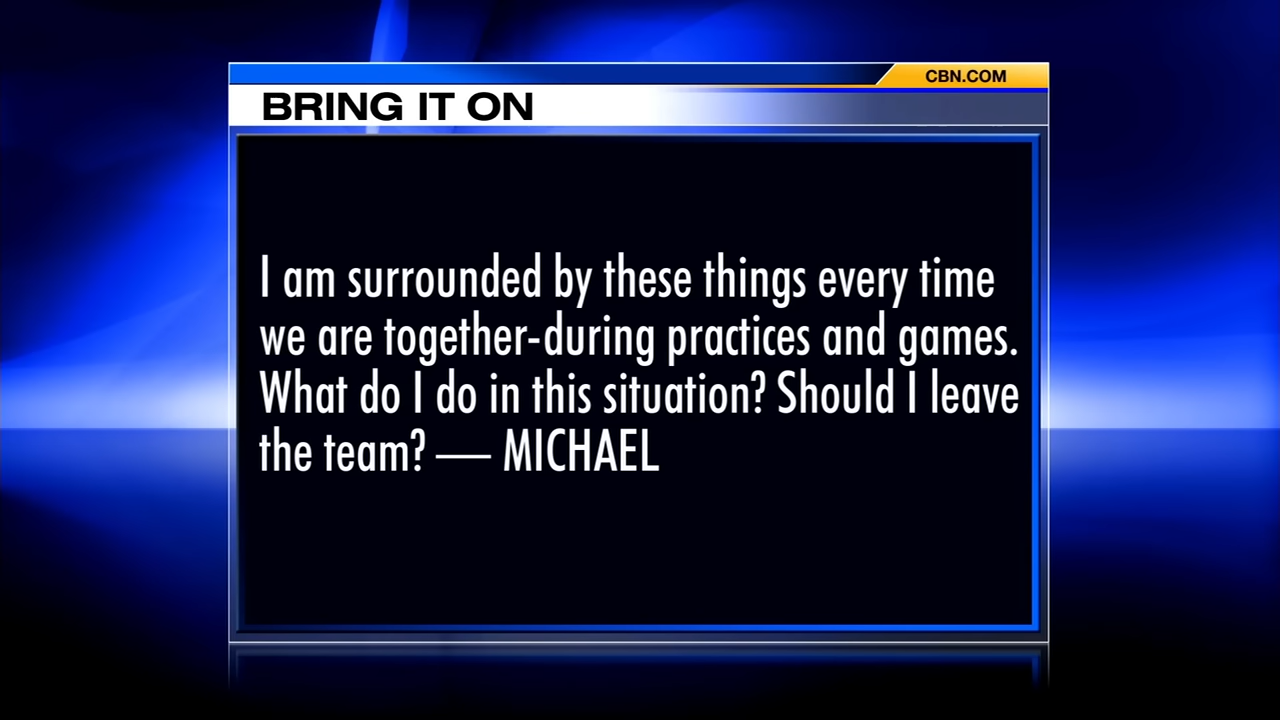 CBN.COM
BRING IT ON
I am surrounded by these things every time
we are together-during practices and games.
What do I do in this situation? Should I leave
the team? — MICHAEL